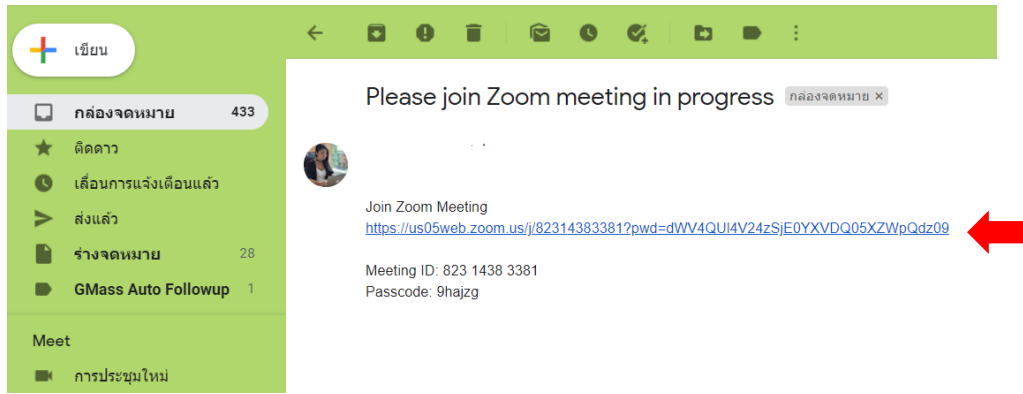 เขียน
กล่องจดหมาย 433
ติดดาว
เลื่อนการแจ้งเตือนแล้ว
ส่งแล้ว
ร่างจดหมาย 28
GMass Auto Followup 1
Meet
การประชุมใหม่
Please join Zoom meeting in progress กล่องจดหมาย ×
Join Zoom Meeting
https://us05web.zoom.us/j/82314383381?pwd=dWV4QUI4V24zSjE0YXVDQ05XZWpQdz09
Meeting ID: 823 1438 3381
Passcode: 9hajzg